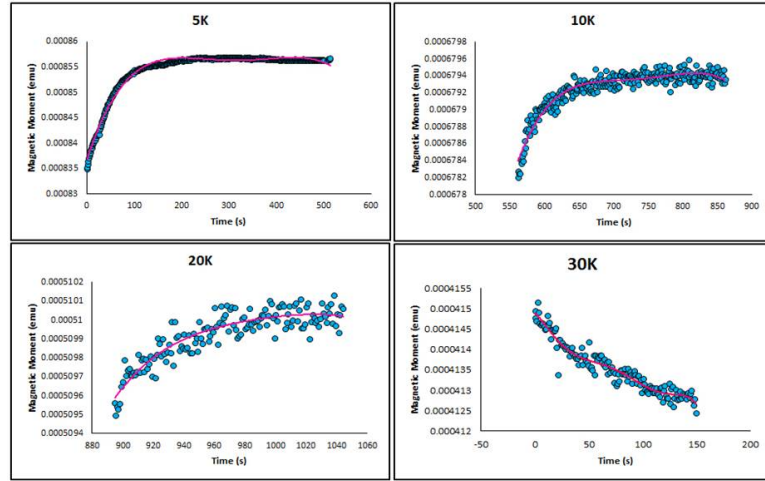 5K
0.00086
0.000855
0.00085
0.000845
0.00084
0.000835
0.00083
0 100 200 300 400 500 600
Magnetic Moment (emu)
Time (s)
10K
0.0006798
0.0006796
0.0006794
0.0006792
0.000679
0.0006788
0.0006786
0.0006784
0.0006782
0.000678
500 550 600 650 700 750 800 850 900
Magnetic Moment (emu)
Time (s)
20K
0.0005102
0.0005101
0.00051
0.0005099
0.0005098
0.0005097
0.0005096
0.0005095
0.0005094
880 900 920 940 960 980 1000 1020 1040 1060
Magnetic Moment (emu)
Time (s)
30K
0.0004155
0.000415
0.0004145
0.000414
0.0004135
0.000413
0.0004125
0.000412
-50 0 50 100 150 200
Magnetic Moment (emu)
Time (s)